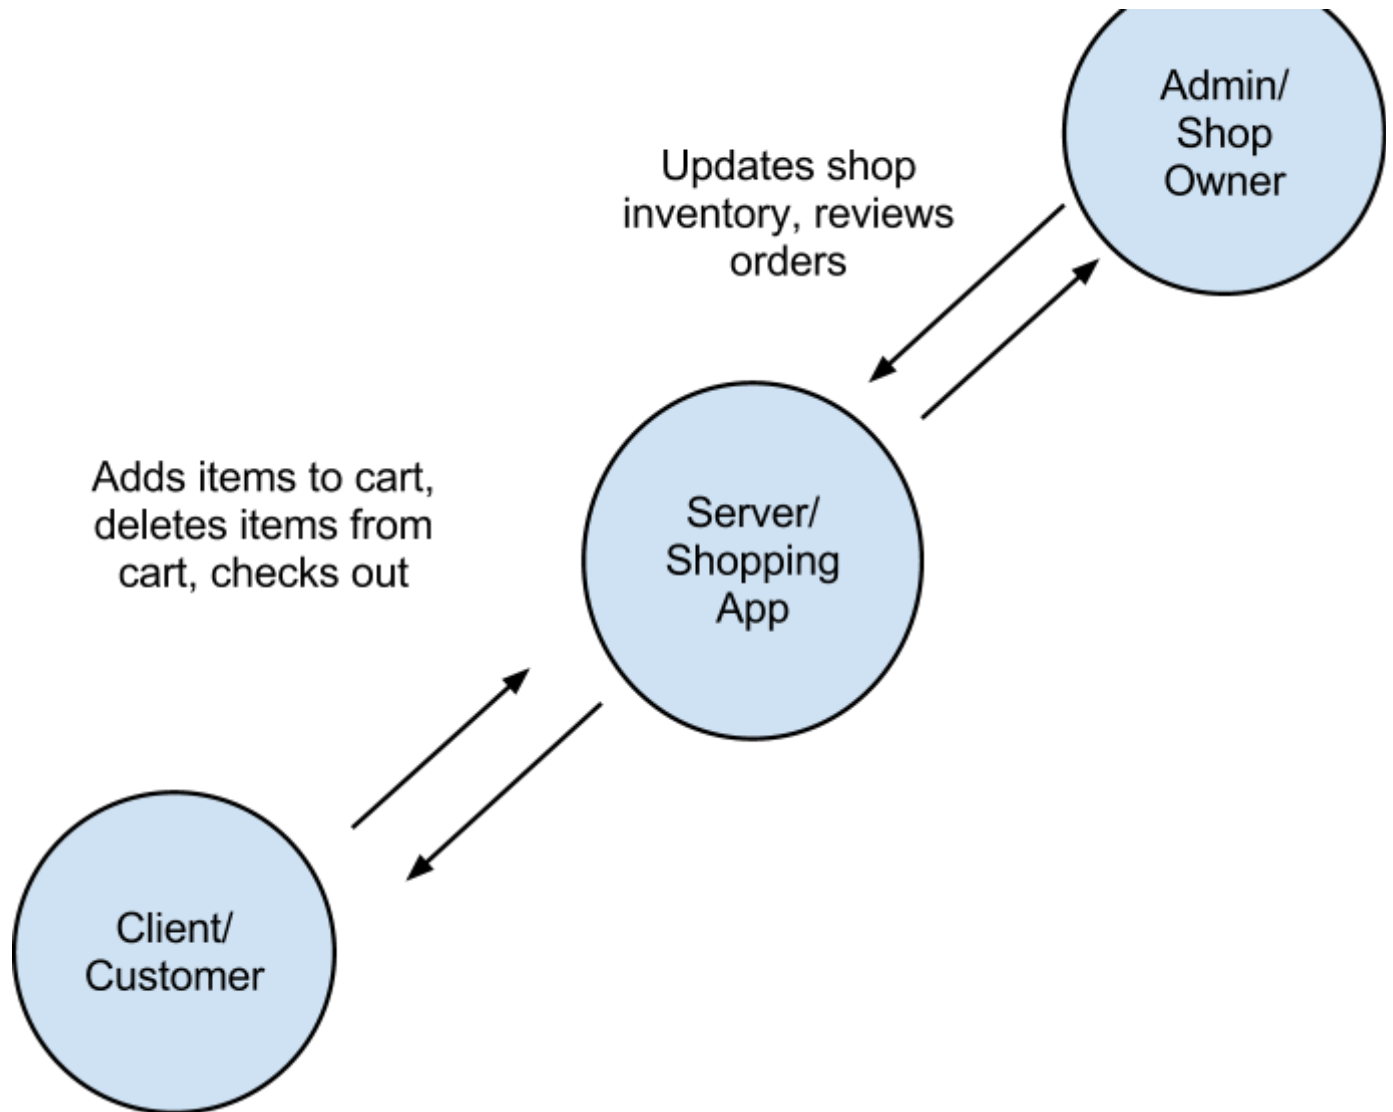 Admin/
Shop
Owner
Updates shop
inventory, reviews
orders
Adds items to cart,
deletes items from
cart, checks out
Server/
Shopping
App
Client/
Customer